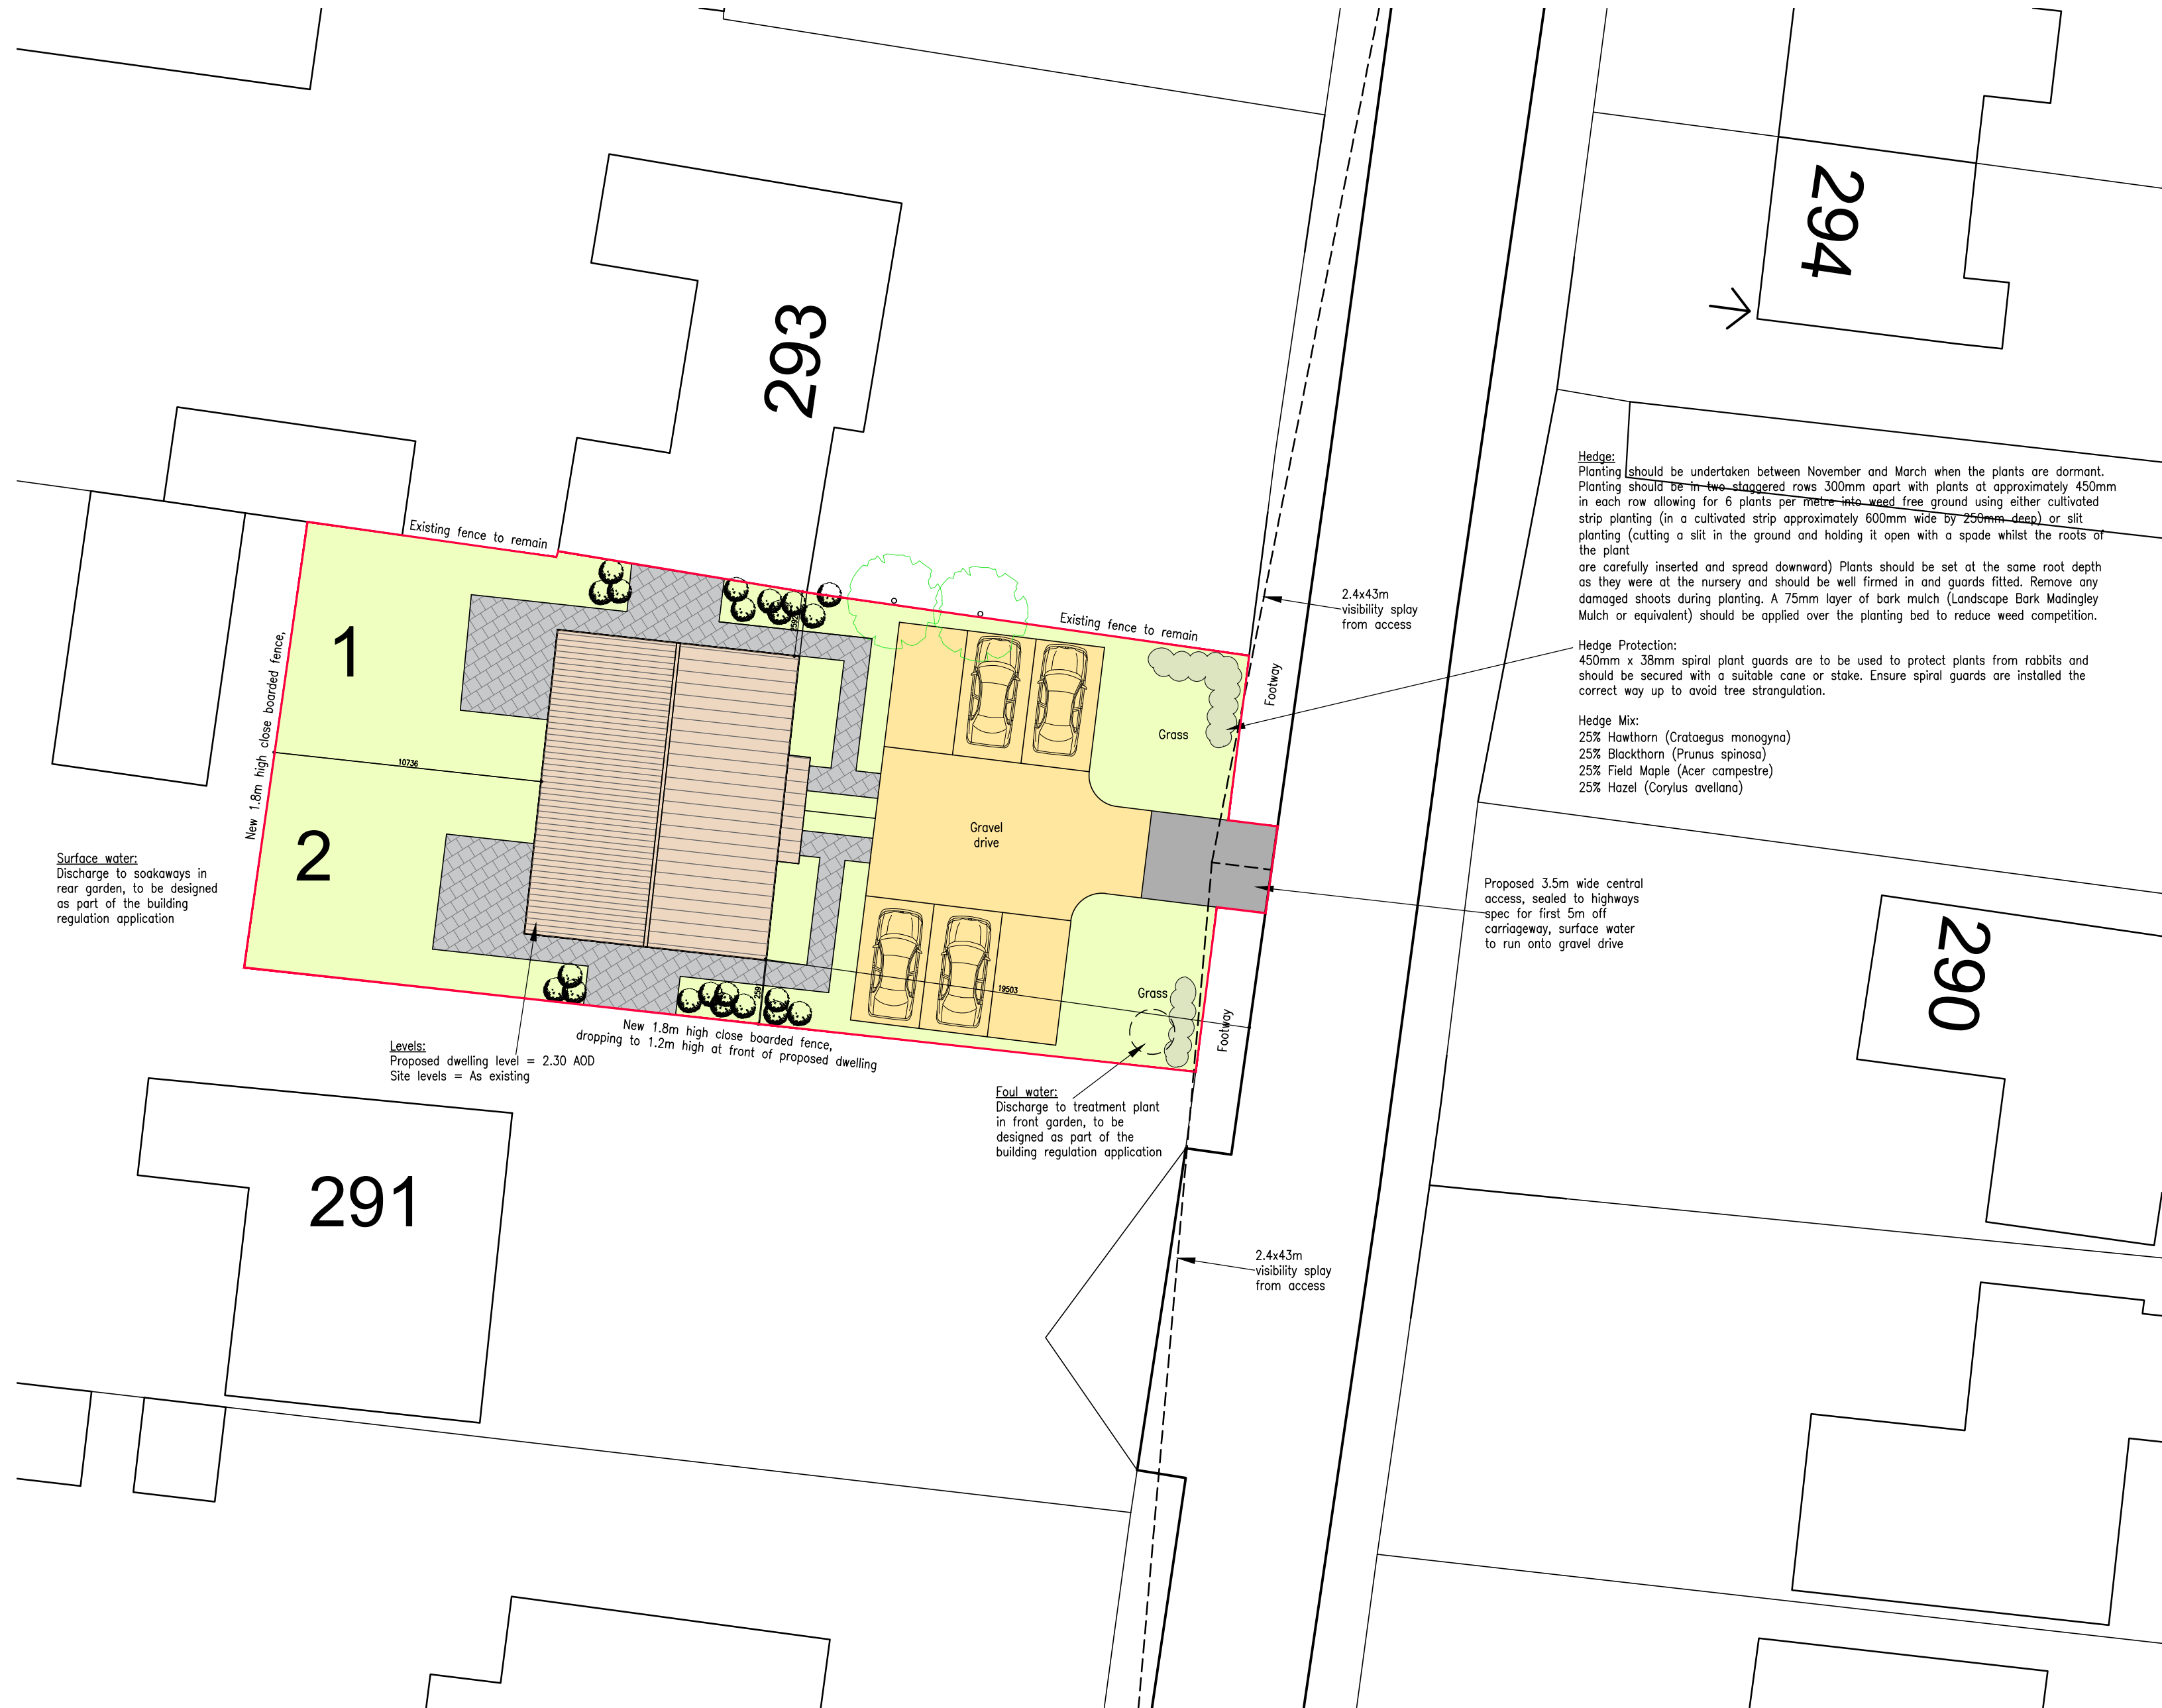 294
293
Hedge:
Planting should be undertaken between November and March when the plants are dormant.
Planting should be in two staggered rows 300mm apart with plants at approximately 450mm
in each row allowing for 6 plants per metre into weed free ground using either cultivated
strip planting (in a cultivated strip approximately 600mm wide by 250mm deep) or slit
planting (cutting a slit in the ground and holding it open with a spade whilst the roots of
the plant
are carefully inserted and spread downward) Plants should be set at the same root depth
as they were at the nursery and should be well firmed in and guards fitted. Remove any
damaged shoots during planting. A 75mm layer of bark mulch (Landscape Bark Madingley
Mulch or equivalent) should be applied over the planting bed to reduce weed competition.
Hedge Protection:
450mm x 38mm spiral plant guards are to be used to protect plants from rabbits and
should be secured with a suitable cane or stake. Ensure spiral guards are installed the
correct way up to avoid tree strangulation.
Hedge Mix:
25% Hawthorn (Crataegus monogyna)
25% Blackthorn (Prunus spinosa)
25% Field Maple (Acer campestre)
25% Hazel (Corylus avellana)
Existing fence to remain
2.4x43m
visibility splay
from access
Existing fence to remain
Footway
1
New 1.8m high close boarded fence,
10736
Grass
2
Gravel
drive
Surface water:
Discharge to soakaways in
rear garden, to be designed
as part of the building
regulation application
Proposed 3.5m wide central
access, sealed to highways
spec for first 5m off
carriageway, surface water
to run onto gravel drive
290
19503
Grass
Footway
New 1.8m high close boarded fence,
dropping to 1.2m high at front of proposed dwelling
Levels:
Proposed dwelling level = 2.30 AOD
Site levels = As existing
Foul water:
Discharge to treatment plant
in front garden, to be
designed as part of the
building regulation application
291
2.4x43m
visibility splay
from access